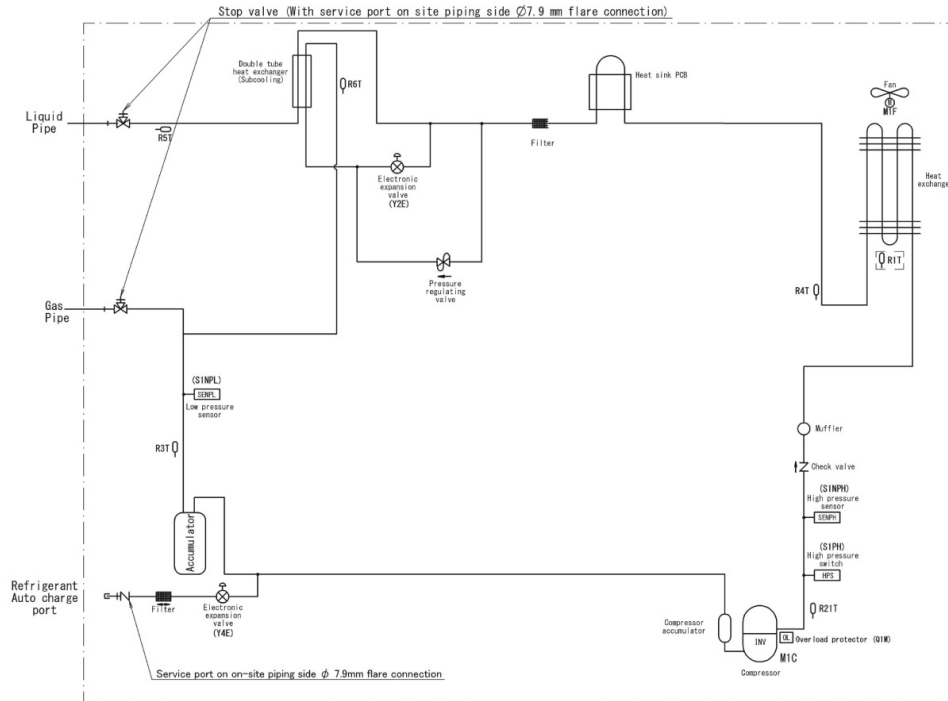 Stop valve (With service port on site piping side Ø7.9 mm flare connection)
Double tube
heat exchanger
(Subcooling)
R6T
Heat sink PCB
Fan
M
M1F
Liquid
Pipe
R5T
Filter
Electronic
expansion
valve
(Y2E)
Heat
exchange
R1T
Pressure
regulating
valve
R4T
Gas
Pipe
(S1NPL)
SENPL
Low pressure
sensor
R3T
Muffler
Check valve
(S1NPH)
High pressure
sensor
SENPH
Accumulator
(S1PH)
High pressure
switch
HPS
Refrigerant
Auto charge
port
Filter
Electronic
expansion
valve
(Y4E)
Compressor
accumulator
R21T
INV
OL
Overload protector (Q1M)
M1C
Compressor
Service port on on-site piping side ϕ 7.9mm flare connection